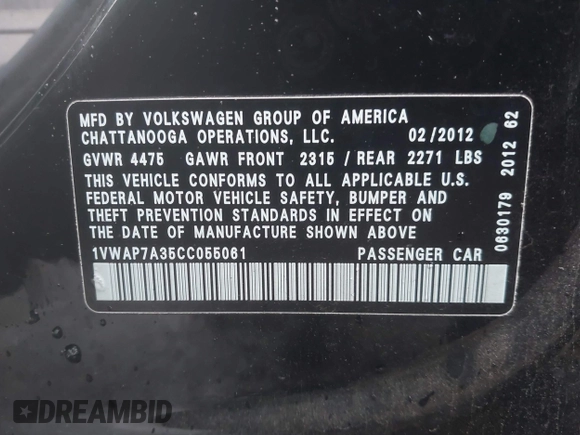 MFD BY VOLKSWAGEN GROUP OF AMERICA
CHATTANOOGA OPERATIONS, LLC. 02/2012
GVWR 4475 GAWR FRONT 2315 / REAR 2271 LBS
THIS VEHICLE CONFORMS TO ALL APPLICABLE U.S.
FEDERAL MOTOR VEHICLE SAFETY, BUMPER AND
THEFT PREVENTION STANDARDS IN EFFECT ON
THE DATE OF MANUFACTURE SHOWN ABOVE
1VWAP7A35CC055061 PASSENGER CAR
0630179 2012 62
DREAMBID